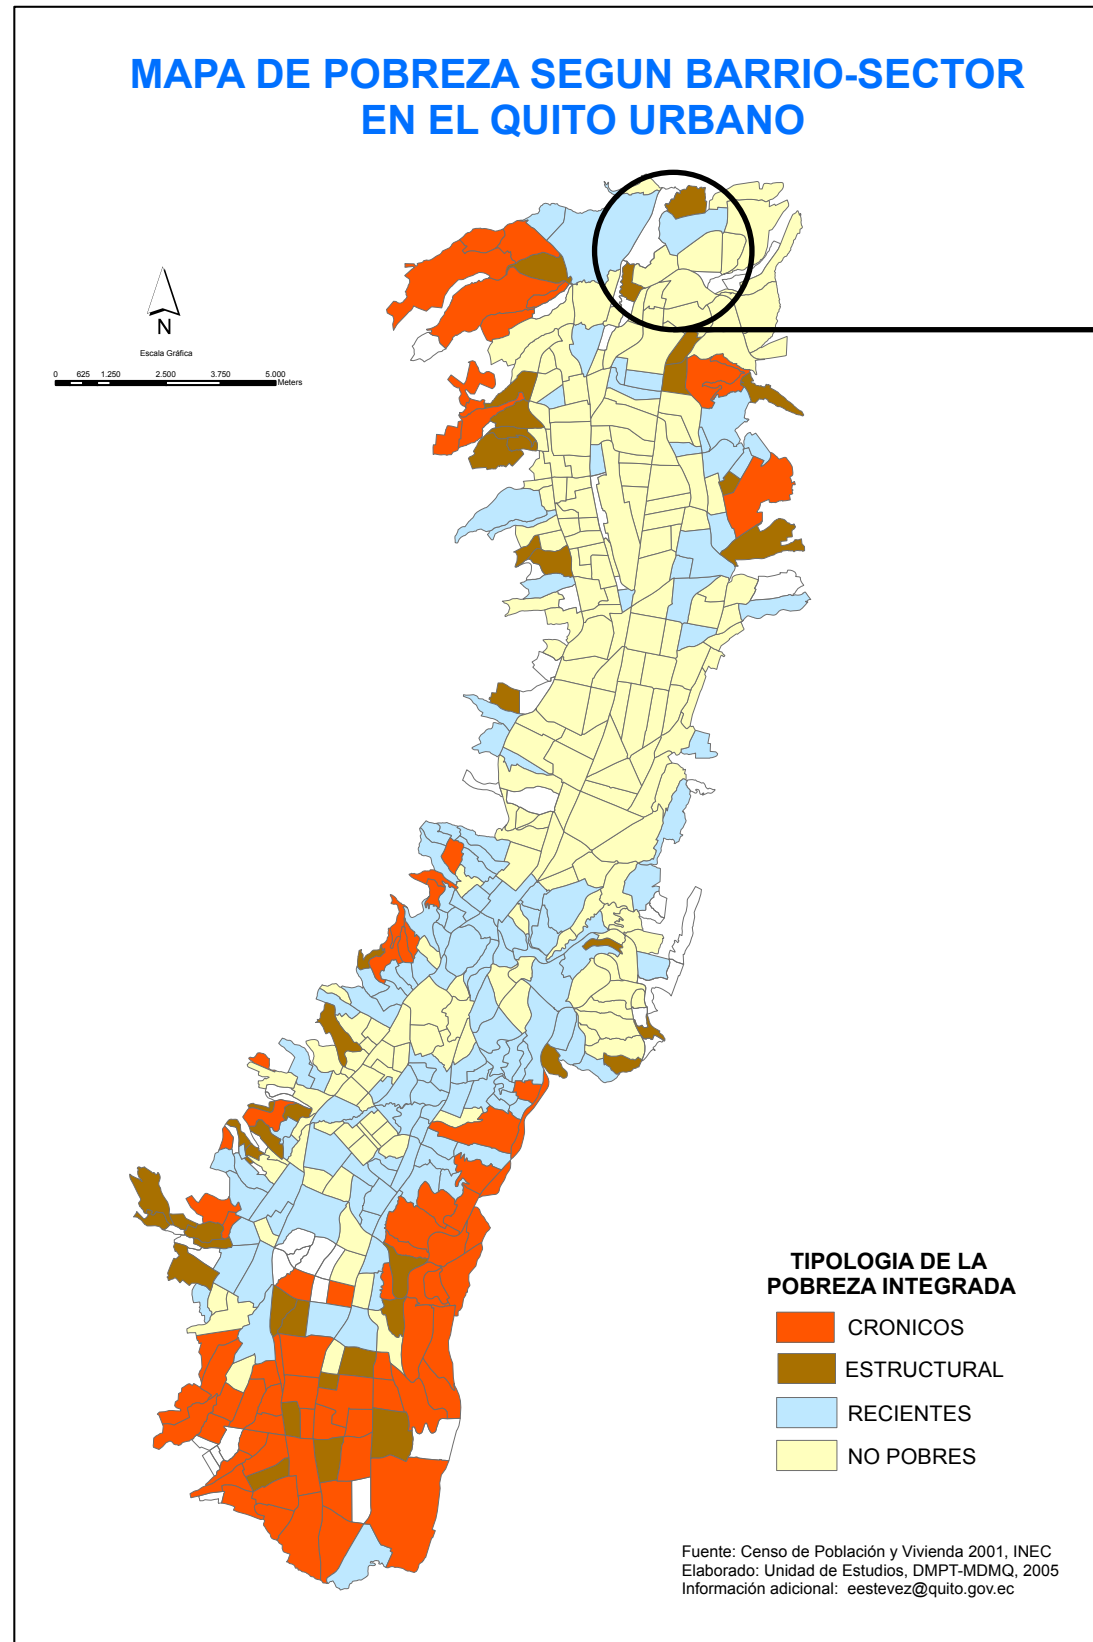 MAPA DE POBREZA SEGUN BARRIO-SECTOR
EN EL QUITO URBANO
N
Escala Gráfica
0 625 1.250 2.500 3.750 5.000
Meters
TIPOLOGIA DE LA
POBREZA INTEGRADA
CRONICOS
ESTRUCTURAL
RECIENTES
NO POBRES
Fuente: Censo de Población y Vivienda 2001, INEC
Elaborado: Unidad de Estudios, DMPT-MDMQ, 2005
Información adicional: eestevez@quito.gov.ec